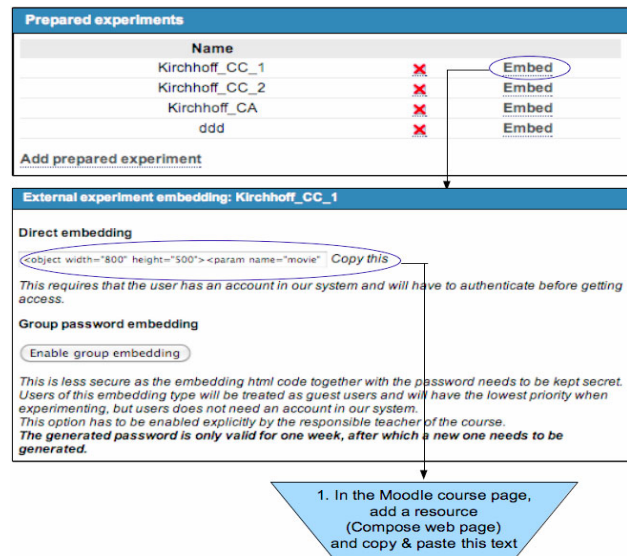 Prepared experiments
Name
Kirchhoff_CC_1 Embed
Kirchhoff_CC_2 Embed
Kirchhoff_CA Embed
ddd Embed
Add prepared experiment
External experiment embedding: Kirchhoff_CC_1
Direct embedding
<object width="800" height="500"><param name="movie" Copy this
This requires that the user has an account in our system and will have to authenticate before getting
access.
Group password embedding
Enable group embedding
This is less secure as the embedding html code together with the password needs to be kept secret.
Users of this embedding type will be treated as guest users and will have the lowest priority when
experimenting, but users does not need an account in our system.
This option has to be enabled explicitly by the responsible teacher of the course.
The generated password is only valid for one week, after which a new one needs to be
generated.
1. In the Moodle course page,
add a resource
(Compose web page)
and copy & paste this text